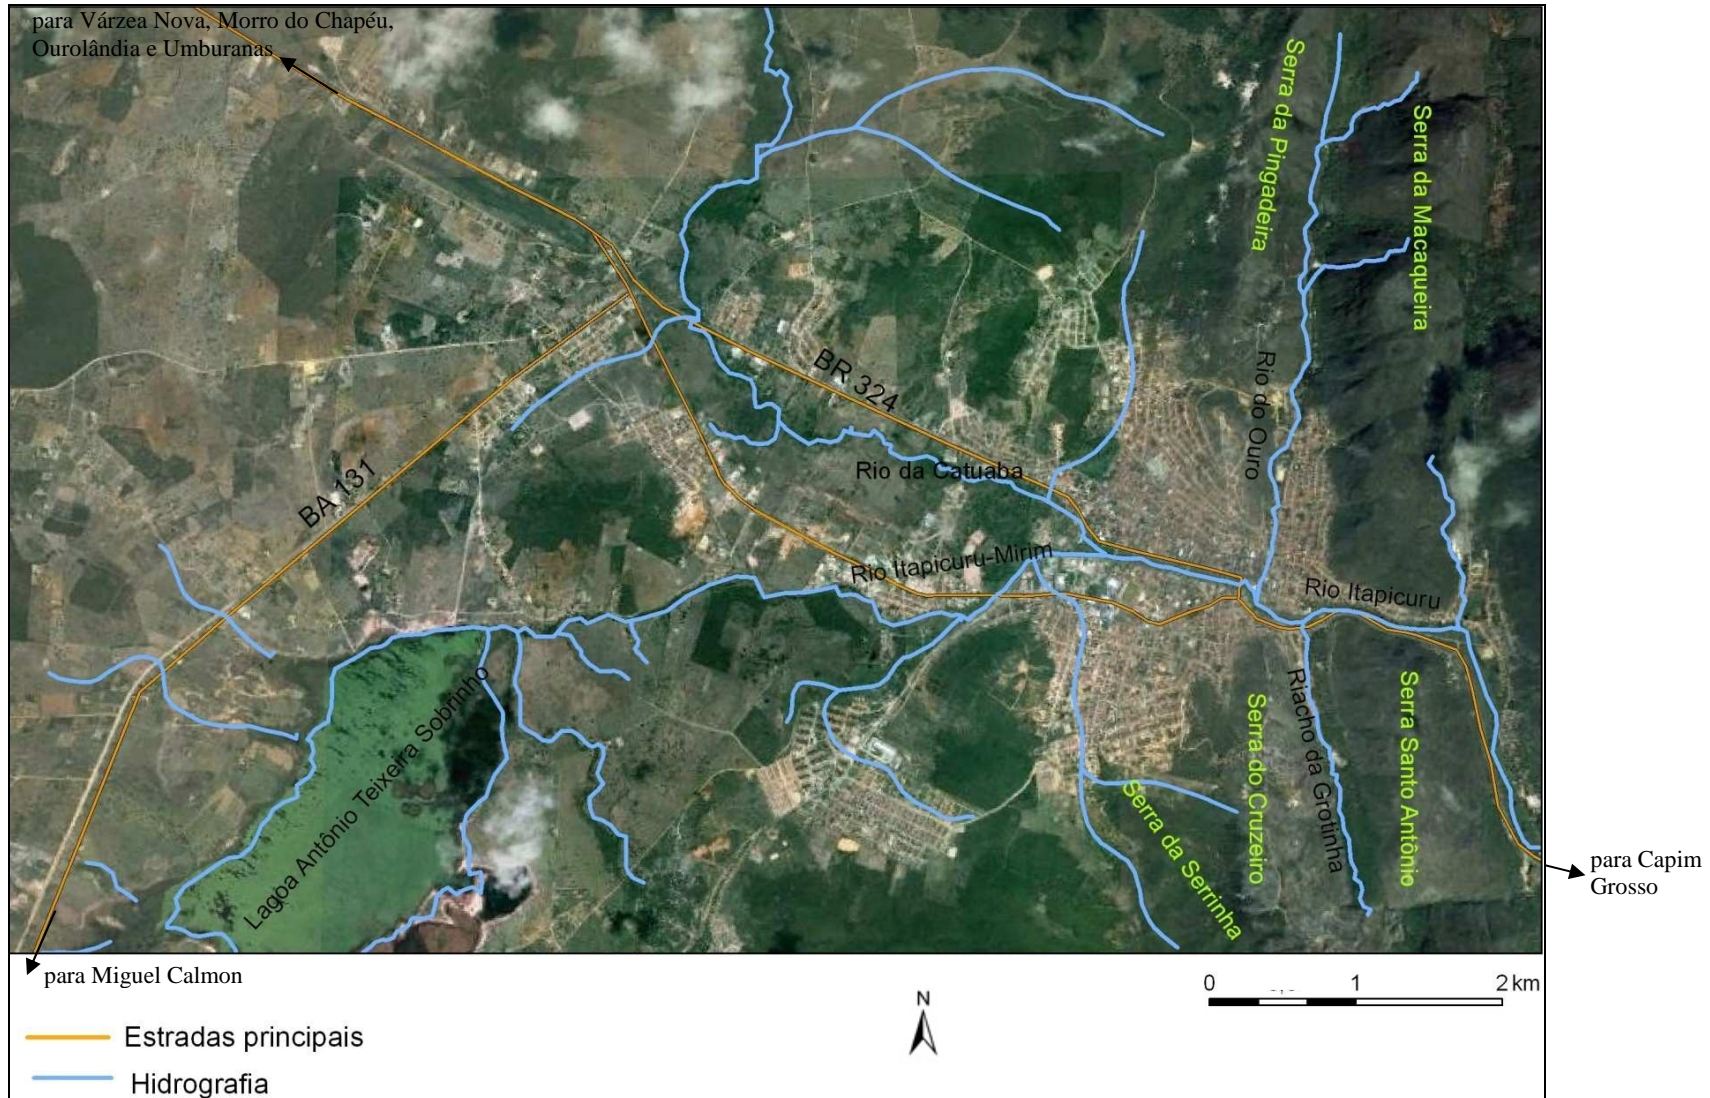 para Várzea Nova, Morro do Chapéu,
Ourolândia e Umburanas
Serra da Pingadeira
Serra da Macaqueira
BR 324
Rio do Ouro
BA 131
Rio da Catuaba
Rio Itapicuru-Mirim
Rio Itapicuru
Lagoa Antônio Teixeira Sobrinho
Serra da Serrinha
Serra do Cruzeiro
Riacho da Grotinha
Serra Santo Antônio
para Capim
Grosso
para Miguel Calmon
N
0 1 2 km
Estradas principais
Hidrografia